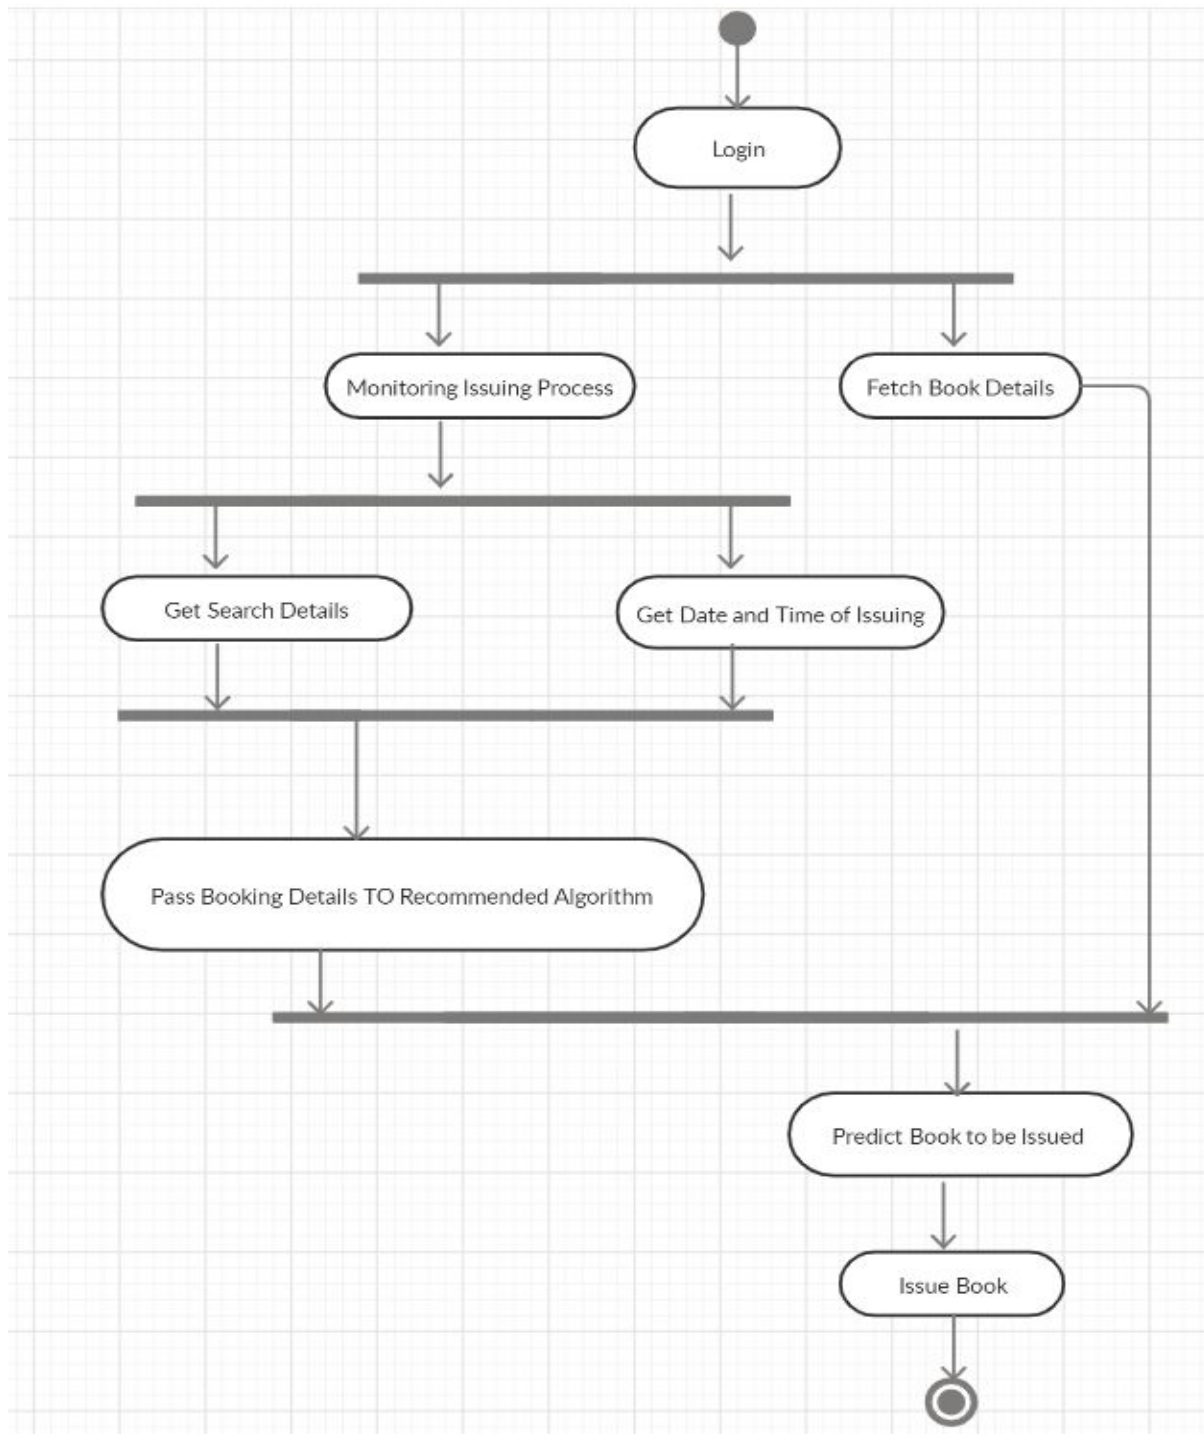 Login
Monitoring Issuing Process
Fetch Book Details
Get Search Details
Get Date and Time of Issuing
Pass Booking Details TO Recommended Algorithm
Predict Book to be Issued
Issue Book